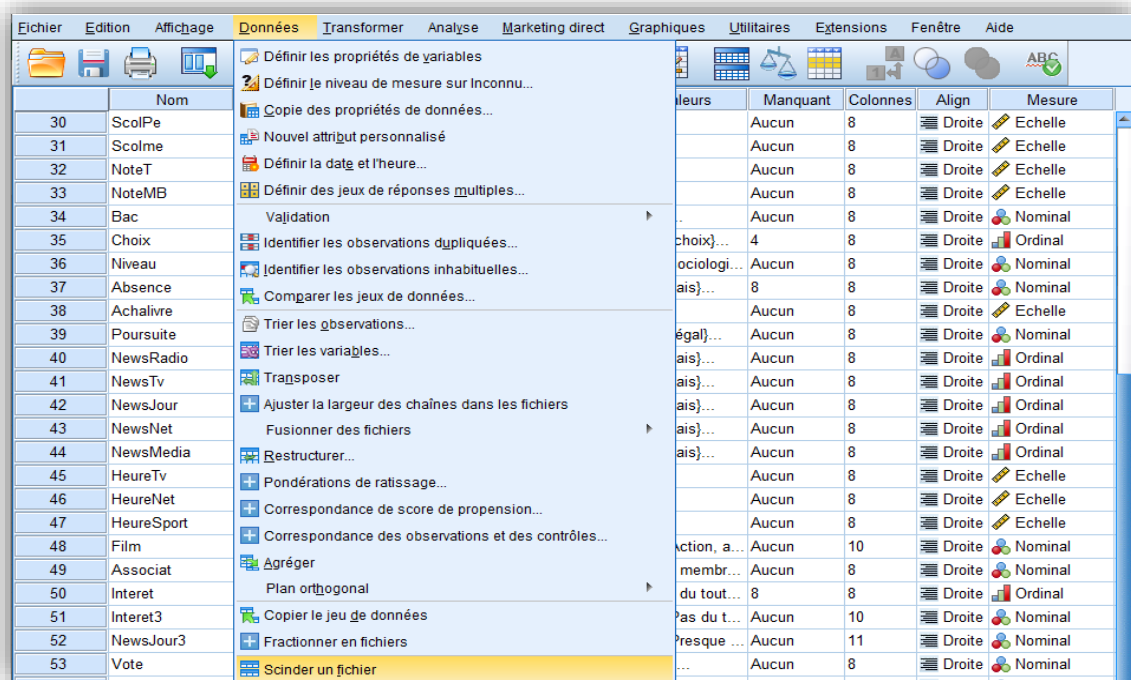 Fichier Edition Affichage Données Transformer Analyse Marketing direct Graphiques Utilitaires Extensions Fenêtre Aide
Définir les propriétés de variables
Définir le niveau de mesure sur Inconnu...
Copie des propriétés de données...
Nouvel attribut personnalisé
Définir la date et l'heure...
Définir des jeux de réponses multiples...
Validation
Identifier les observations dupliquées...
Identifier les observations inhabituelles...
Comparer les jeux de données...
Trier les observations...
Trier les variables...
Transposer
Ajuster la largeur des chaînes dans les fichiers
Fusionner des fichiers
Restructurer...
Pondérations de ratissage...
Correspondance de score de propension...
Correspondance des observations et des contrôles...
Agréger
Plan orthogonal
Copier le jeu de données
Fractionner en fichiers
Scinder un fichier
A
1 4
ABC
Nom leurs Manquant Colonnes Align Mesure
30 ScolPe Aucun 8 Droite Echelle
31 Scolme Aucun 8 Droite Echelle
32 NoteT Aucun 8 Droite Echelle
33 NoteMB Aucun 8 Droite Echelle
34 Bac .. Aucun 8 Droite Nominal
35 Choix choix}... 4 8 Droite Ordinal
36 Niveau ociologi... Aucun 8 Droite Nominal
37 Absence ais}... 8 8 Droite Nominal
38 Achalivre Aucun 8 Droite Echelle
39 Poursuite égal}... Aucun 8 Droite Nominal
40 NewsRadio ais}... Aucun 8 Droite Ordinal
41 NewsTv ais}... Aucun 8 Droite Ordinal
42 NewsJour ais}... Aucun 8 Droite Ordinal
43 NewsNet ais}... Aucun 8 Droite Ordinal
44 NewsMedia ais}... Aucun 8 Droite Ordinal
45 HeureTv Aucun 8 Droite Echelle
46 HeureNet Aucun 8 Droite Echelle
47 HeureSport Aucun 8 Droite Echelle
48 Film Action, a... Aucun 10 Droite Nominal
49 Associat membr... Aucun 8 Droite Nominal
50 Interet du tout... 8 8 Droite Ordinal
51 Interet3 Pas du t... Aucun 10 Droite Nominal
52 NewsJour3 Presque ... Aucun 11 Droite Nominal
53 Vote ... Aucun 8 Droite Nominal